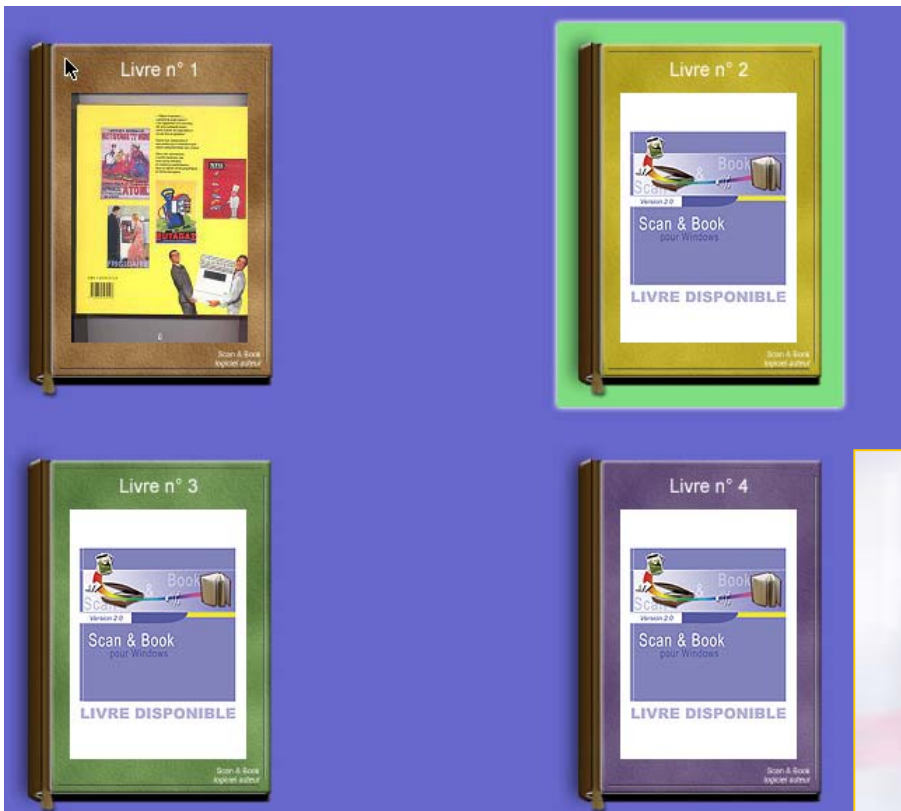 Livre n° 1
BUTAGAZ
FRIGIDAIRE
Scan & Book
logiciel auteur
Livre n° 2
Book
&
Scan
Version 2.0
Scan & Book
pour Windows
LIVRE DISPONIBLE
Scan & Book
logiciel auteur
Livre n° 3
Book
&
Scan
Version 2.0
Scan & Book
pour Windows
LIVRE DISPONIBLE
Scan & Book
logiciel auteur
Livre n° 4
Book
&
Scan
Version 2.0
Scan & Book
pour Windows
LIVRE DISPONIBLE
Scan & Book
logiciel auteur